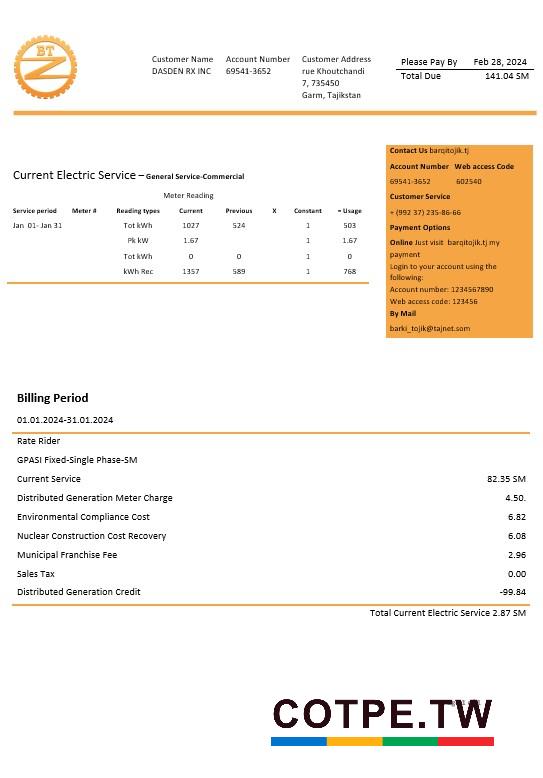 BT
Customer Name Account Number Customer Address
DASDEN RX INC 69541-3652 rue Khoutchandi
7, 735450
Garm, Tajikstan
Please Pay By Feb 28, 2024
Total Due 141.04 SM
Contact Us barqitojik.tj
Account Number Web access Code
69541-3652 602540
Customer Service
+ (992 37) 235-86-66
Payment Options
Online Just visit barqitojik.tj my
payment
Login to your account using the
following:
Account number: 1234567890
Web access code: 123456
By Mail
barki_tojik@tajnet.som
Current Electric Service – General Service-Commercial
Meter Reading
Service period Meter # Reading types Current Previous X Constant = Usage
Jan 01- Jan 31 Tot kWh 1027 524 1 503
Pk kW 1.67 1 1.67
Tot kWh 0 0 1 0
kWh Rec 1357 589 1 768
Billing Period
01.01.2024-31.01.2024
Rate Rider
GPASI Fixed-Single Phase-SM
Current Service 82.35 SM
Distributed Generation Meter Charge 4.50.
Environmental Compliance Cost 6.82
Nuclear Construction Cost Recovery 6.08
Municipal Franchise Fee 2.96
Sales Tax 0.00
Distributed Generation Credit -99.84
Total Current Electric Service 2.87 SM
COTPE.TW